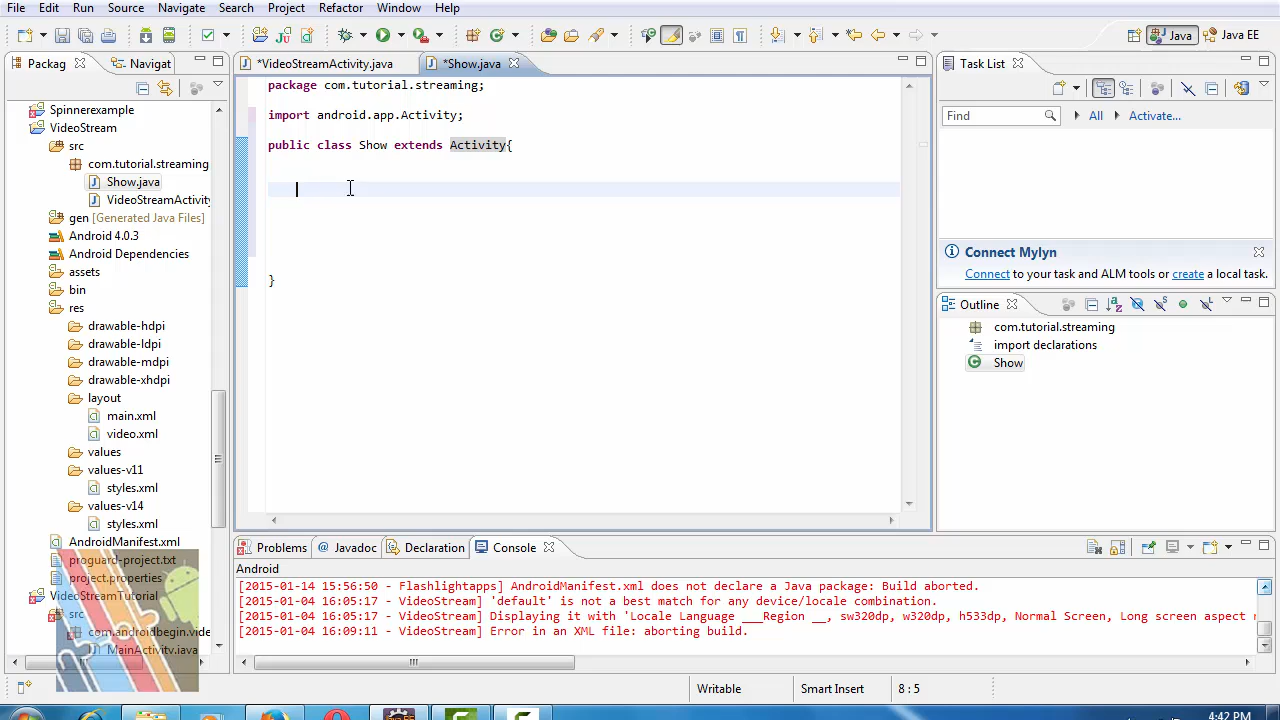 File Edit Run Source Navigate Search Project Refactor Window Help
Java Java EE
Packag Navigat
*VideoStreamActivity.java *Show.java
Task List
Spinnerexample
VideoStream
src
com.tutorial.streaming
Show.java
VideoStreamActivity
gen [Generated Java Files]
Android 4.0.3
Android Dependencies
assets
bin
res
drawable-hdpi
drawable-ldpi
drawable-mdpi
drawable-xhdpi
layout
main.xml
video.xml
values
values-v11
styles.xml
values-v14
styles.xml
AndroidManifest.xml
proguard-project.txt
project.properties
VideoStreamTutorial
src
com.androidbegin.vide
MainActivity.java
package com.tutorial.streaming;
import android.app.Activity;
public class Show extends Activity{
}
Find All Activate...
Connect Mylyn
Connect to your task and ALM tools or create a local task.
Outline
com.tutorial.streaming
import declarations
Show
Problems Javadoc Declaration Console
Android
[2015-01-14 15:56:50 - Flashlightapps] AndroidManifest.xml does not declare a Java package: Build aborted.
[2015-01-04 16:05:17 - VideoStream] 'default' is not a best match for any device/locale combination.
[2015-01-04 16:05:17 - VideoStream] Displaying it with 'Locale Language ___Region __, sw320dp, w320dp, h533dp, Normal Screen, Long screen aspect r
[2015-01-04 16:09:11 - VideoStream] Error in an XML file: aborting build.
Writable Smart Insert 8 : 5
4:42 PM